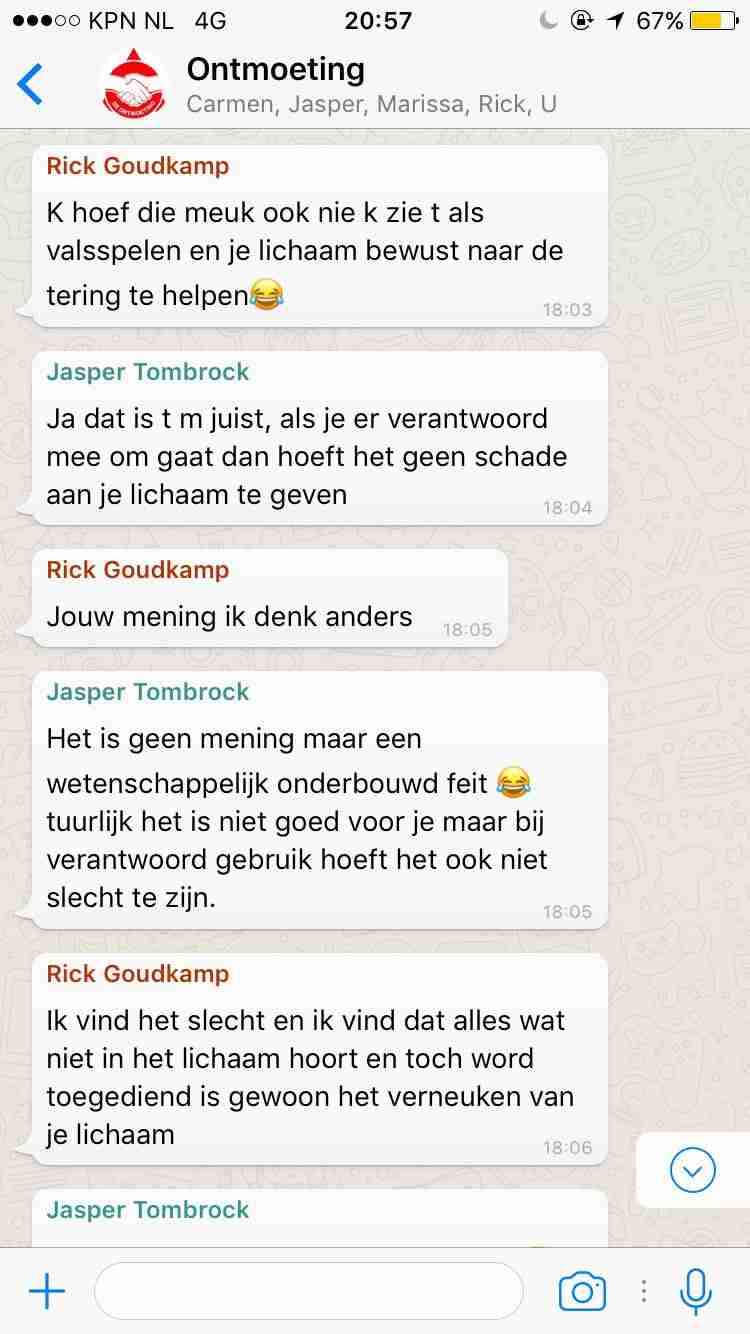 KPN NL 4G 20:57 67%
Ontmoeting
Carmen, Jasper, Marissa, Rick, U
Rick Goudkamp
K hoef die meuk ook nie k zie t als
valsspelen en je lichaam bewust naar de
tering te helpen😂
18:03
Jasper Tombrock
Ja dat is t m juist, als je er verantwoord
mee om gaat dan hoeft het geen schade
aan je lichaam te geven
18:04
Rick Goudkamp
Jouw mening ik denk anders
18:05
Jasper Tombrock
Het is geen mening maar een
wetenschappelijk onderbouwd feit 😂
tuurlijk het is niet goed voor je maar bij
verantwoord gebruik hoeft het ook niet
slecht te zijn.
18:05
Rick Goudkamp
Ik vind het slecht en ik vind dat alles wat
niet in het lichaam hoort en toch word
toegediend is gewoon het verneuken van
je lichaam
18:06
Jasper Tombrock